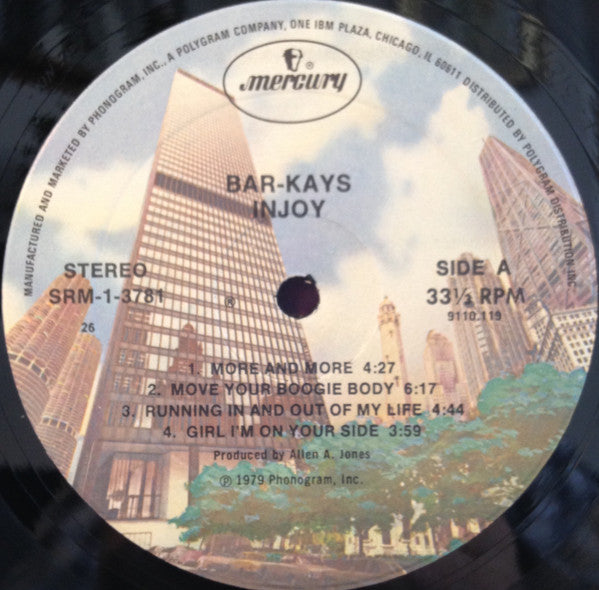 MANUFACTURED AND MARKETED BY PHONOGRAM, INC., A POLYGRAM COMPANY, ONE IBM PLAZA, CHICAGO, IL 60611 DISTRIBUTED BY POLYGRAM DISTRIBUTION INC
mercury ®
BAR-KAYS
INJOY
STEREO
SRM-1-3781
26
®
SIDE A
33⅓ RPM
9110.119
1. MORE AND MORE 4:27
2. MOVE YOUR BOOGIE BODY 6:17
3. RUNNING IN AND OUT OF MY LIFE 4:44
4. GIRL I'M ON YOUR SIDE 3:59
Produced by Allen A. Jones
℗ 1979 Phonogram, Inc.